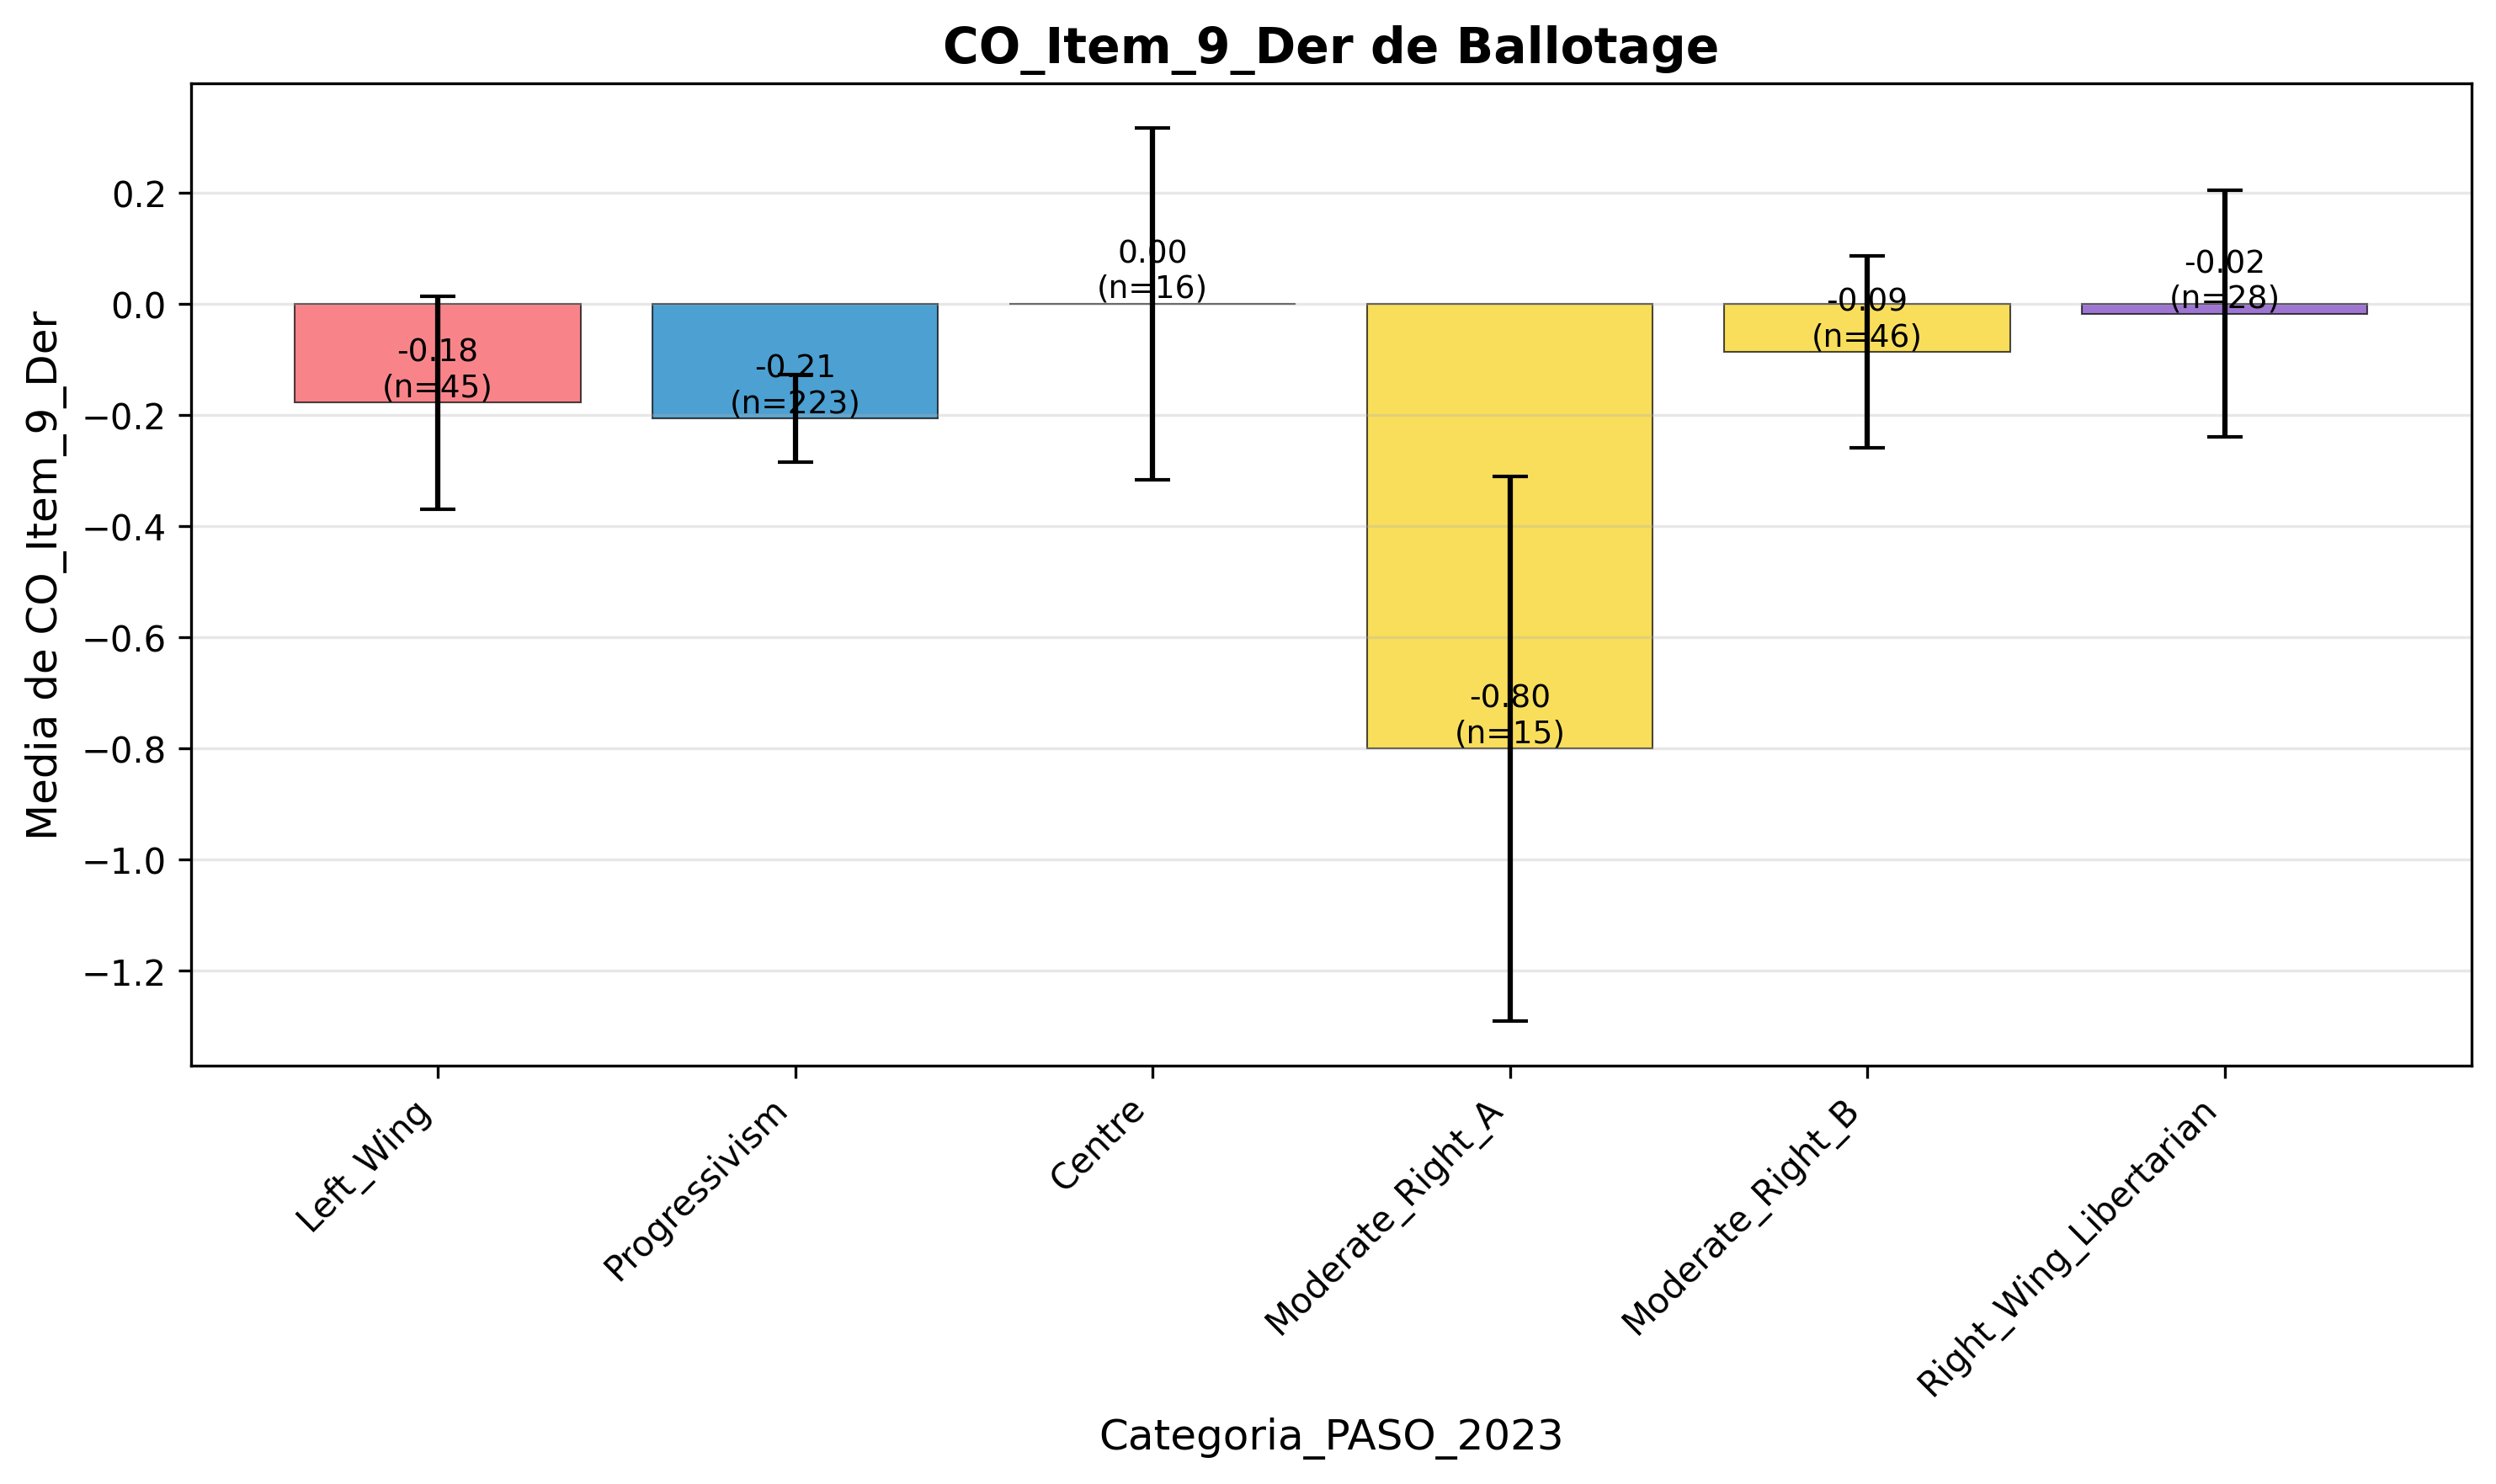 CO_Item_9_Der de Ballotage
Media de CO_Item_9_Der
0.2
0.0
−0.2
−0.4
−0.6
−0.8
−1.0
−1.2
-0.18
(n=45)
-0.21
(n=223)
0.00
(n=16)
-0.80
(n=15)
-0.09
(n=46)
-0.02
(n=28)
Left_Wing
Progressivism
Centre
Moderate_Right_A
Moderate_Right_B
Right_Wing_Libertarian
Categoria_PASO_2023